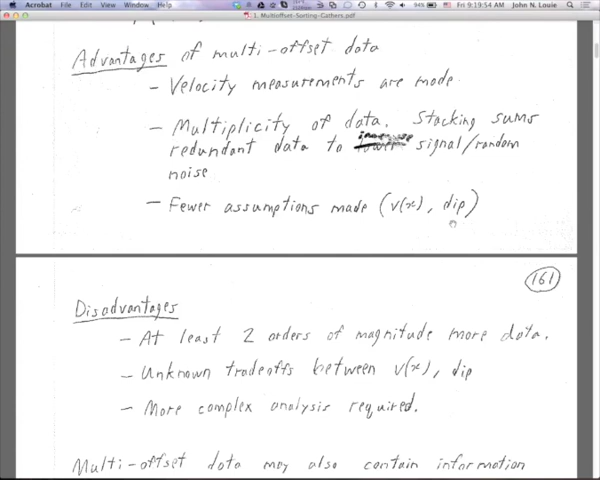 Acrobat File Edit View Window Help
94% Fri 9:19:54 AM John N. Louie
1. Multioffset-Sorting-Gathers.pdf
Advantages of multi-offset data
- Velocity measurements are made
- Multiplicity of data. Stacking sums
redundant data to increase signal/random
noise
- Fewer assumptions made (v(x), dip)
161
Disadvantages
- At least 2 orders of magnitude more data.
- Unknown tradeoffs between v(x), dip
- More complex analysis required.
Multi-offset data may also contain information